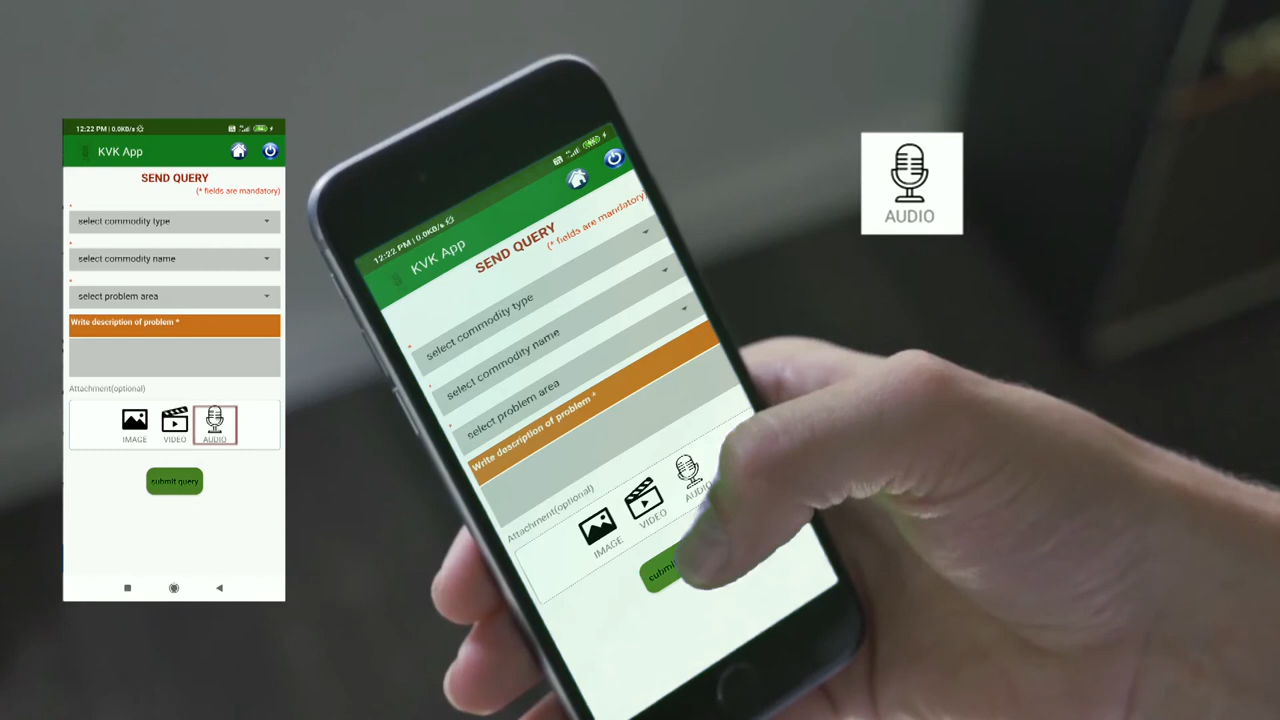 12:22 PM | 0.0KB/s
KVK App
SEND QUERY
(* fields are mandatory)
*
select commodity type
*
select commodity name
*
select problem area
Write description of problem *
Attachment(optional)
IMAGE VIDEO AUDIO
submit query
12:22 PM | 0.0KB/s
KVK App
SEND QUERY
(* fields are mandatory)
*
select commodity type
*
select commodity name
*
select problem area
Write description of problem *
Attachment(optional)
IMAGE VIDEO AUDIO
submit
AUDIO